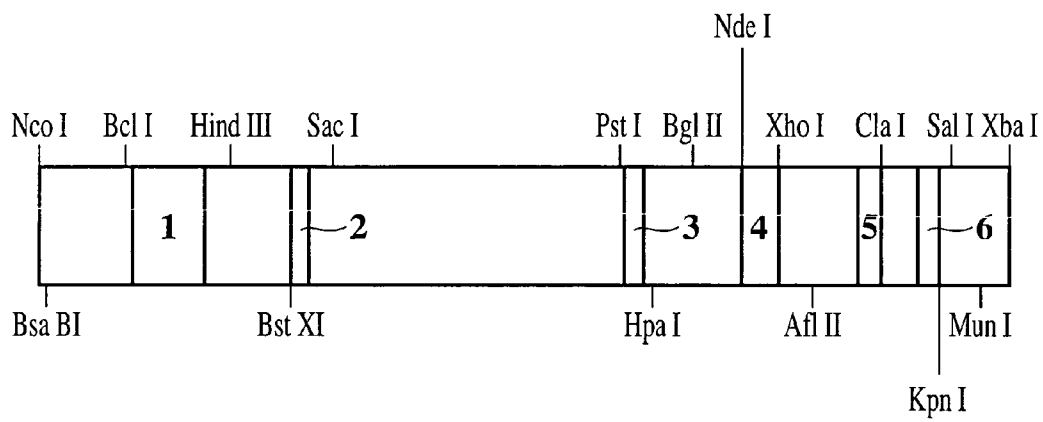 Nde I
Nco I Bcl I Hind III Sac I Pst I Bgl II Xho I Cla I Sal I Xba I
1 2 3 4 5 6
Bsa BI Bst XI Hpa I Afl II Mun I
Kpn I